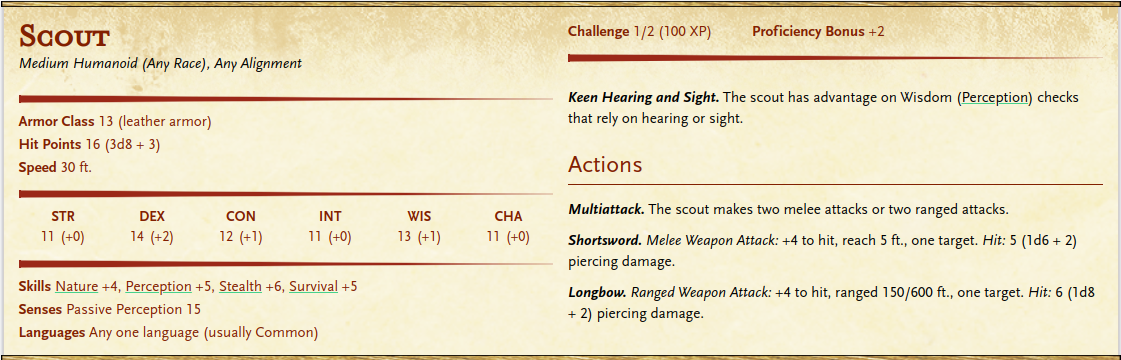 Scout
Medium Humanoid (Any Race), Any Alignment
Armor Class 13 (leather armor)
Hit Points 16 (3d8 + 3)
Speed 30 ft.
STR DEX CON INT WIS CHA
11 (+0) 14 (+2) 12 (+1) 11 (+0) 13 (+1) 11 (+0)
Skills Nature +4, Perception +5, Stealth +6, Survival +5
Senses Passive Perception 15
Languages Any one language (usually Common)
Challenge 1/2 (100 XP) Proficiency Bonus +2
Keen Hearing and Sight. The scout has advantage on Wisdom (Perception) checks
that rely on hearing or sight.
Actions
Multiattack. The scout makes two melee attacks or two ranged attacks.
Shortsword. Melee Weapon Attack: +4 to hit, reach 5 ft., one target. Hit: 5 (1d6 + 2)
piercing damage.
Longbow. Ranged Weapon Attack: +4 to hit, ranged 150/600 ft., one target. Hit: 6 (1d8
+ 2) piercing damage.